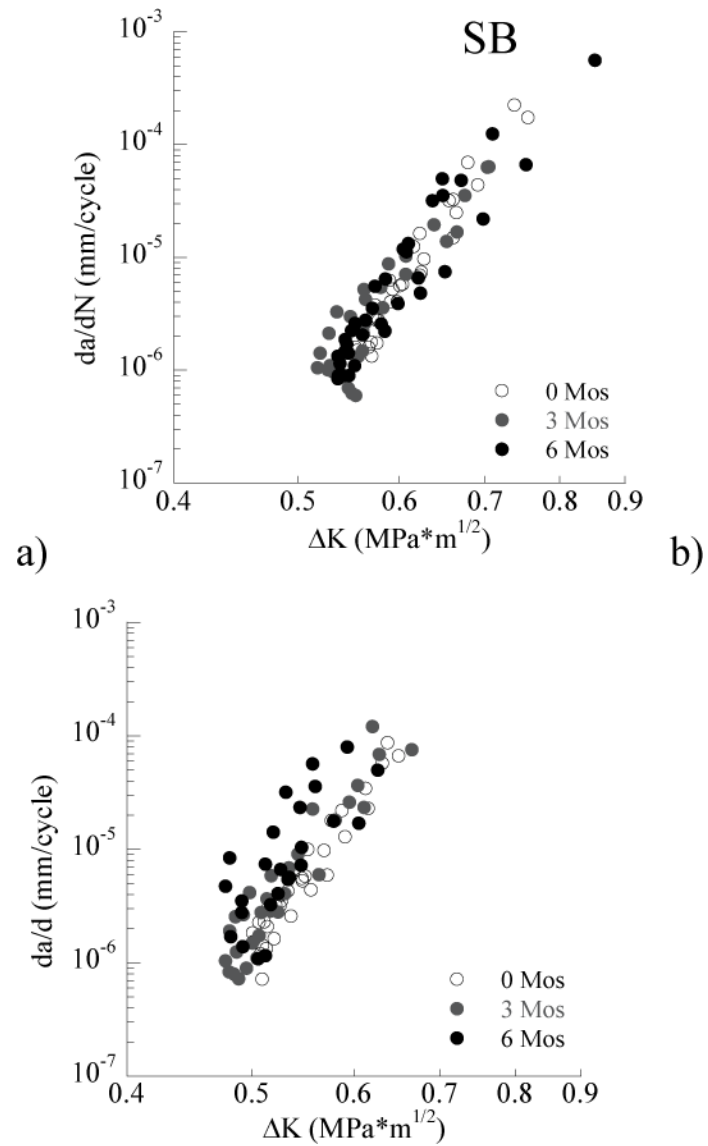 SB
10⁻³
10⁻⁴
10⁻⁵
10⁻⁶
10⁻⁷
da/dN (mm/cycle)
0 Mos
3 Mos
6 Mos
0.4 0.5 0.6 0.7 0.8 0.9
ΔK (MPa*m¹/²)
a)
b)
10⁻³
10⁻⁴
10⁻⁵
10⁻⁶
10⁻⁷
da/d (mm/cycle)
0 Mos
3 Mos
6 Mos
0.4 0.5 0.6 0.7 0.8 0.9
ΔK (MPa*m¹/²)